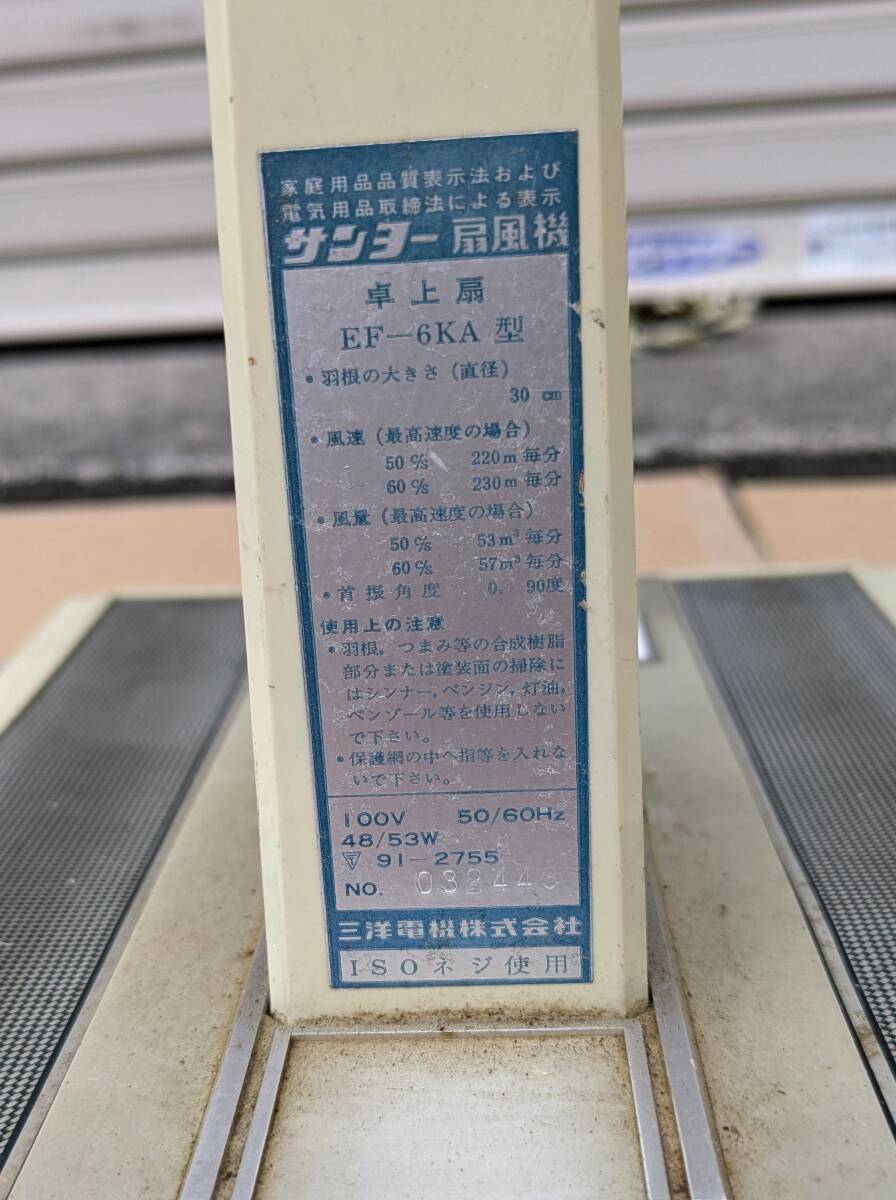 家庭用品品質表示法および
電気用品取締法による表示
サンヨー 扇風機
卓上扇
EF-6KA 型
• 羽根の大きさ (直径)
30 cm
• 風速 (最高速度の場合)
50 c/s 220m 毎分
60 c/s 230m 毎分
• 風量 (最高速度の場合)
50 c/s 53m³ 毎分
60 c/s 57m³ 毎分
• 首振角度 0. 90度
使用上の注意
• 羽根, つまみ等の合成樹脂
部分または塗装面の掃除に
はシンナー, ベンジン, 灯油,
ベンゾール等を使用しない
で下さい。
• 保護網の中へ指等を入れな
いで下さい。
100V 50/60Hz
48/53W
〒 91-2755
NO. 032443
三洋電機株式会社
ISOネジ使用